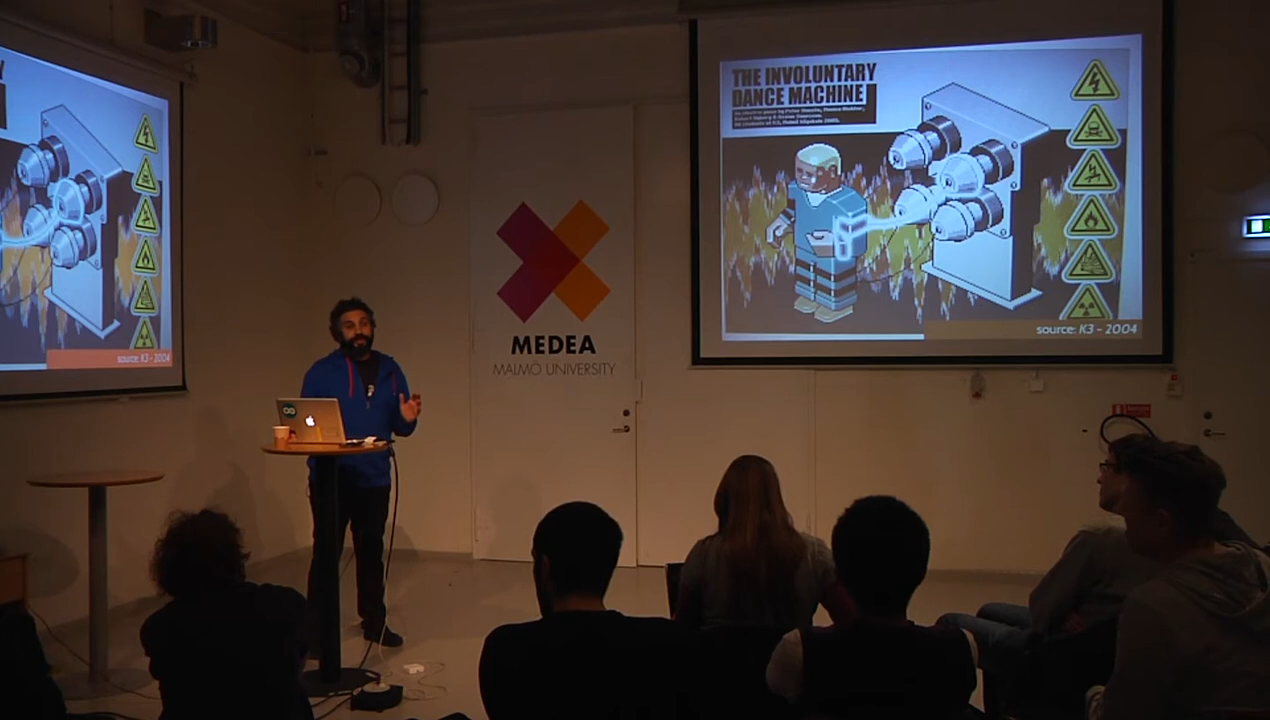 THE INVOLUNTARY
DANCE MACHINE
source: K3 - 2004
source: K3 - 2004
MEDEA
MALMÖ UNIVERSITY